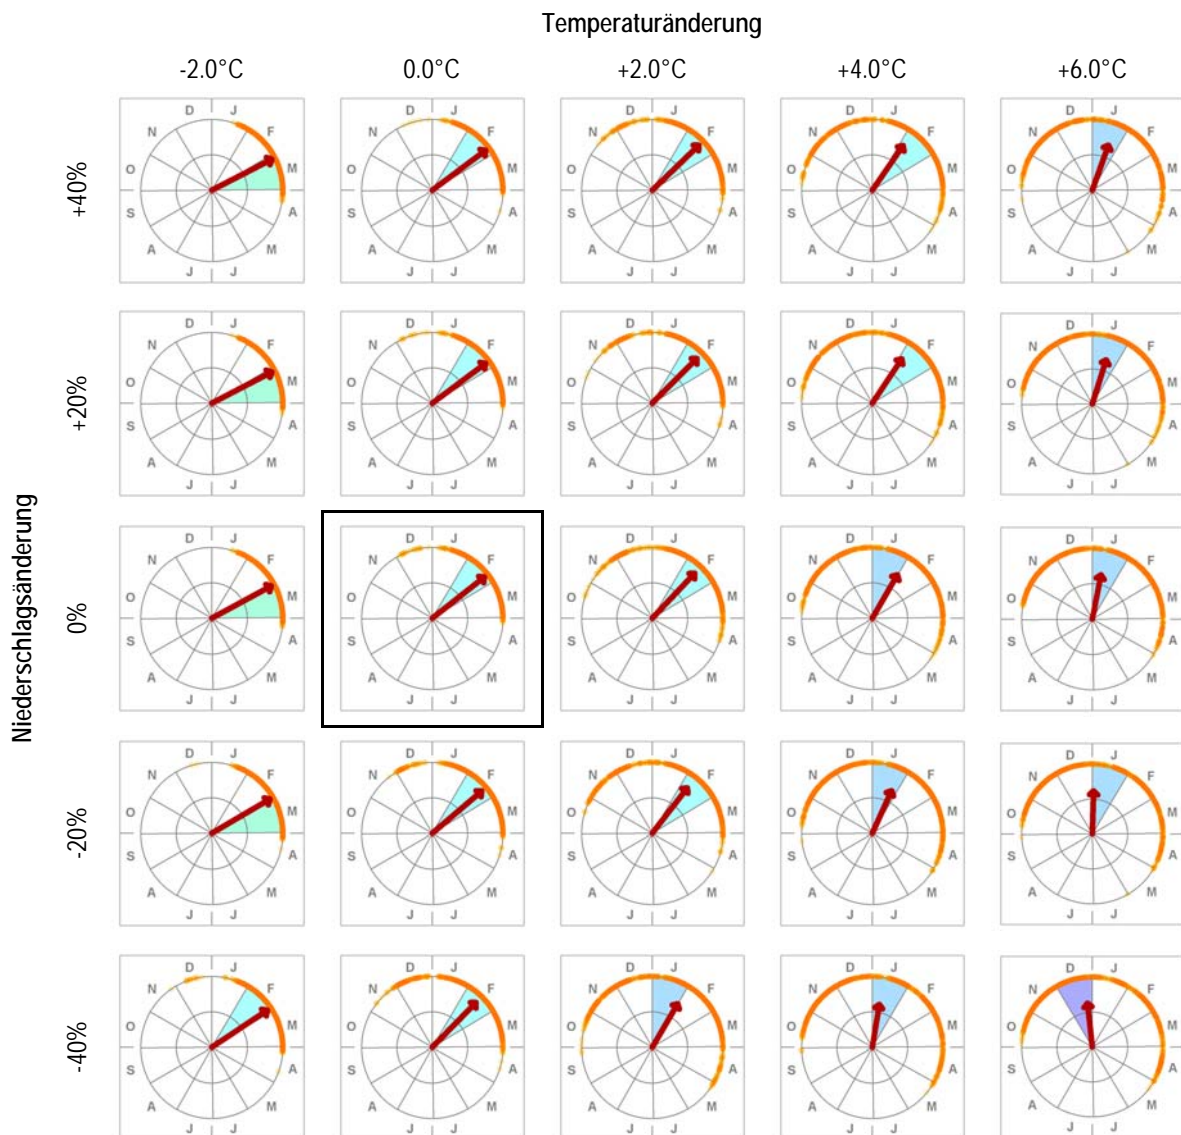 Temperaturänderung
-2.0°C 0.0°C +2.0°C +4.0°C +6.0°C
Niederschlagsänderung
+40%
D J D J D J D J D J
N F N F N F N F N F
O M O M O M O M O M
S A S A S A S A S A
A M A M A M A M A M
J J J J J J J J J J
+20%
D J D J D J D J D J
N F N F N F N F N F
O M O M O M O M O M
S A S A S A S A S A
A M A M A M A M A M
J J J J J J J J J J
0%
D J D J D J D J D J
N F N F N F N F N F
O M O M O M O M O M
S A S A S A S A S A
A M A M A M A M A M
J J J J J J J J J J
-20%
D J D J D J D J D J
N F N F N F N F N F
O M O M O M O M O M
S A S A S A S A S A
A M A M A M A M A M
J J J J J J J J J J
-40%
D J D J D J D J D J
N F N F N F N F N F
O M O M O M O M O M
S A S A S A S A S A
A M A M A M A M A M
J J J J J J J J J J